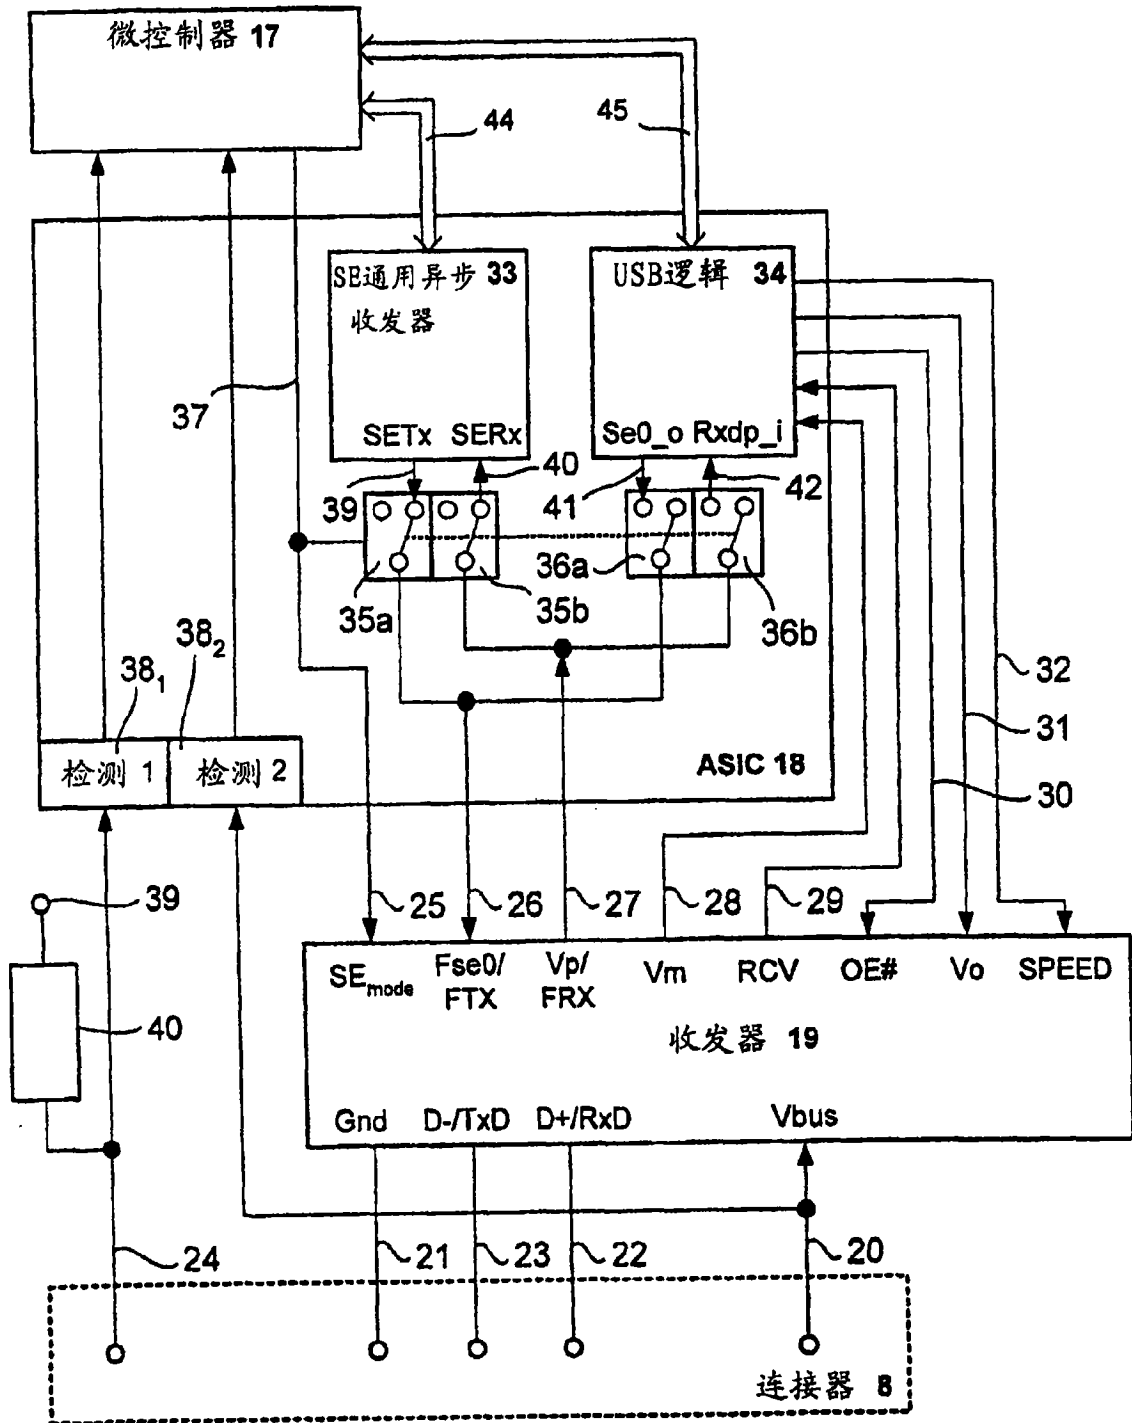 微控制器 17
44
45
SE通用异步 33
收发器
USB逻辑 34
37
SETx SERx
Se0_o Rxdp_i
39
40
41
42
35a
35b
36a
36b
38₂
38₁
32
31
30
检测 1
检测 2
ASIC 18
39
25
26
27
28
29
SEmode
Fse0/
FTX
Vp/
FRX
Vm
RCV
OE#
Vo
SPEED
40
收发器 19
Gnd
D-/TxD
D+/RxD
Vbus
24
21
23
22
20
连接器 8